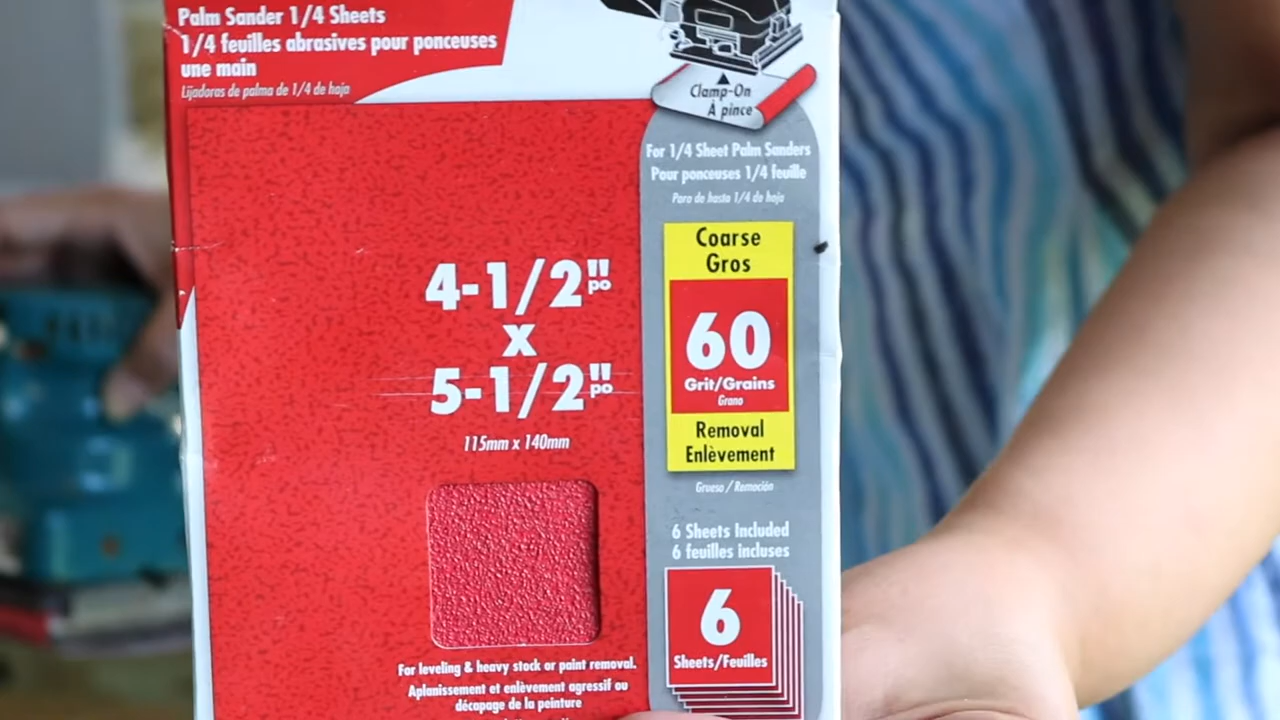 Palm Sander 1/4 Sheets
1/4 feuilles abrasives pour ponceuses
une main
Lijadoras de palma de 1/4 de hoja
Clamp-On
À pince
For 1/4 Sheet Palm Sanders
Pour ponceuses 1/4 feuille
Para de hasta 1/4 de hoja
Coarse
Gros
60
Grit/Grains
Grano
Removal
Enlèvement
Grueso / Remoción
4-1/2" po
x
5-1/2" po
115mm x 140mm
6 Sheets Included
6 feuilles incluses
6
Sheets/Feuilles
For leveling & heavy stock or paint removal.
Aplanissement et enlèvement agressif ou
décapage de la peinture